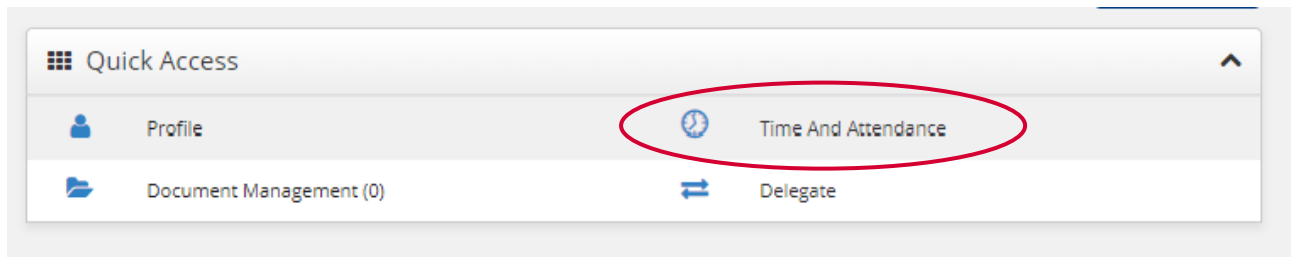 Quick Access
Profile
Time And Attendance
Document Management (0)
Delegate